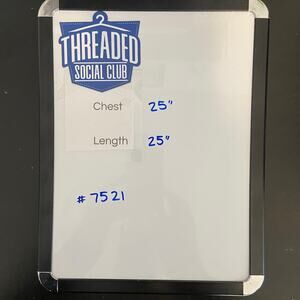 THREADED
SOCIAL CLUB
Chest 25"
Length 25"
# 7521